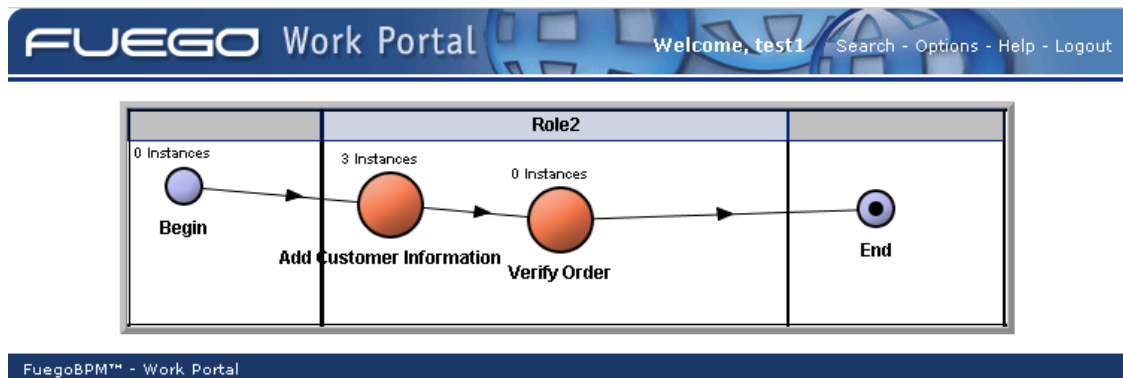 FUEGO Work Portal
Welcome, test1 Search - Options - Help - Logout
Role2
0 Instances
3 Instances
0 Instances
Begin
Add Customer Information
Verify Order
End
FuegoBPM™ - Work Portal